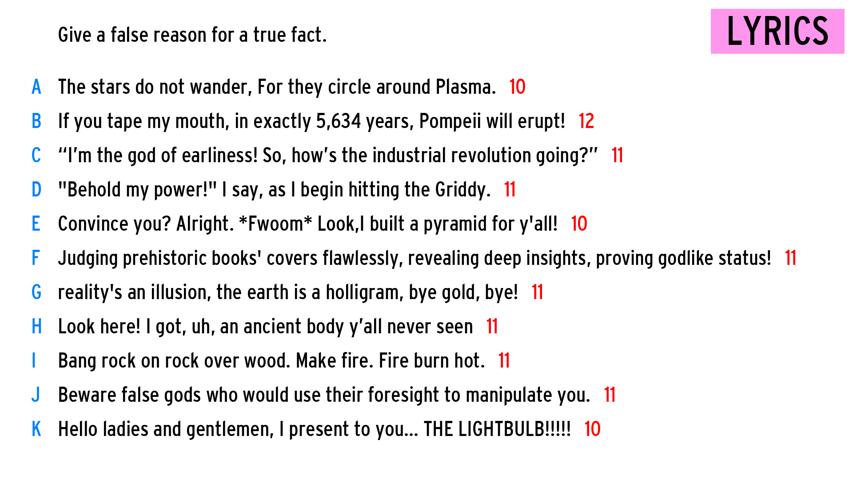 LYRICS
Give a false reason for a true fact.
A The stars do not wander, For they circle around Plasma. 10
B If you tape my mouth, in exactly 5,634 years, Pompeii will erupt! 12
C “I’m the god of earliness! So, how’s the industrial revolution going?” 11
D "Behold my power!" I say, as I begin hitting the Griddy. 11
E Convince you? Alright. *Fwoom* Look,I built a pyramid for y'all! 10
F Judging prehistoric books' covers flawlessly, revealing deep insights, proving godlike status! 11
G reality's an illusion, the earth is a holligram, bye gold, bye! 11
H Look here! I got, uh, an ancient body y’all never seen 11
I Bang rock on rock over wood. Make fire. Fire burn hot. 11
J Beware false gods who would use their foresight to manipulate you. 11
K Hello ladies and gentlemen, I present to you... THE LIGHTBULB!!!!! 10